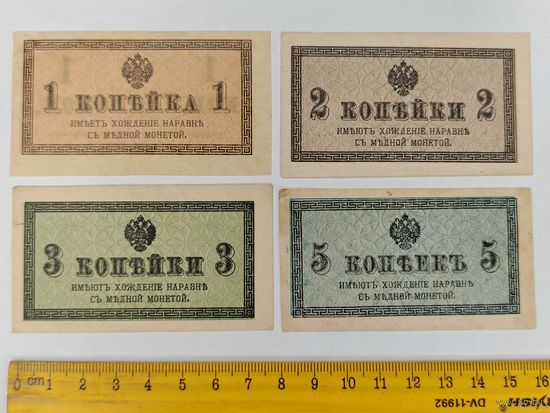 1 КОПѢЙКА 1
ИМѢЕТЪ ХОЖДЕНІЕ НАРАВНѢ
СЪ МѢДНОЙ МОНЕТОЙ.
2 КОПѢЙКИ 2
ИМѢЮТЪ ХОЖДЕНІЕ НАРАВНѢ
СЪ МѢДНОЙ МОНЕТОЙ.
3 КОПѢЙКИ 3
ИМѢЮТЪ ХОЖДЕНІЕ НАРАВНѢ
СЪ МѢДНОЙ МОНЕТОЙ.
5 КОПѢЕКЪ 5
ИМѢЮТЪ ХОЖДЕНІЕ НАРАВНѢ
СЪ МѢДНОЙ МОНЕТОЙ.
0 cm 1 2 3 4 5 6 7 8 9 10 11 12 13 14 15 16
DV-11992